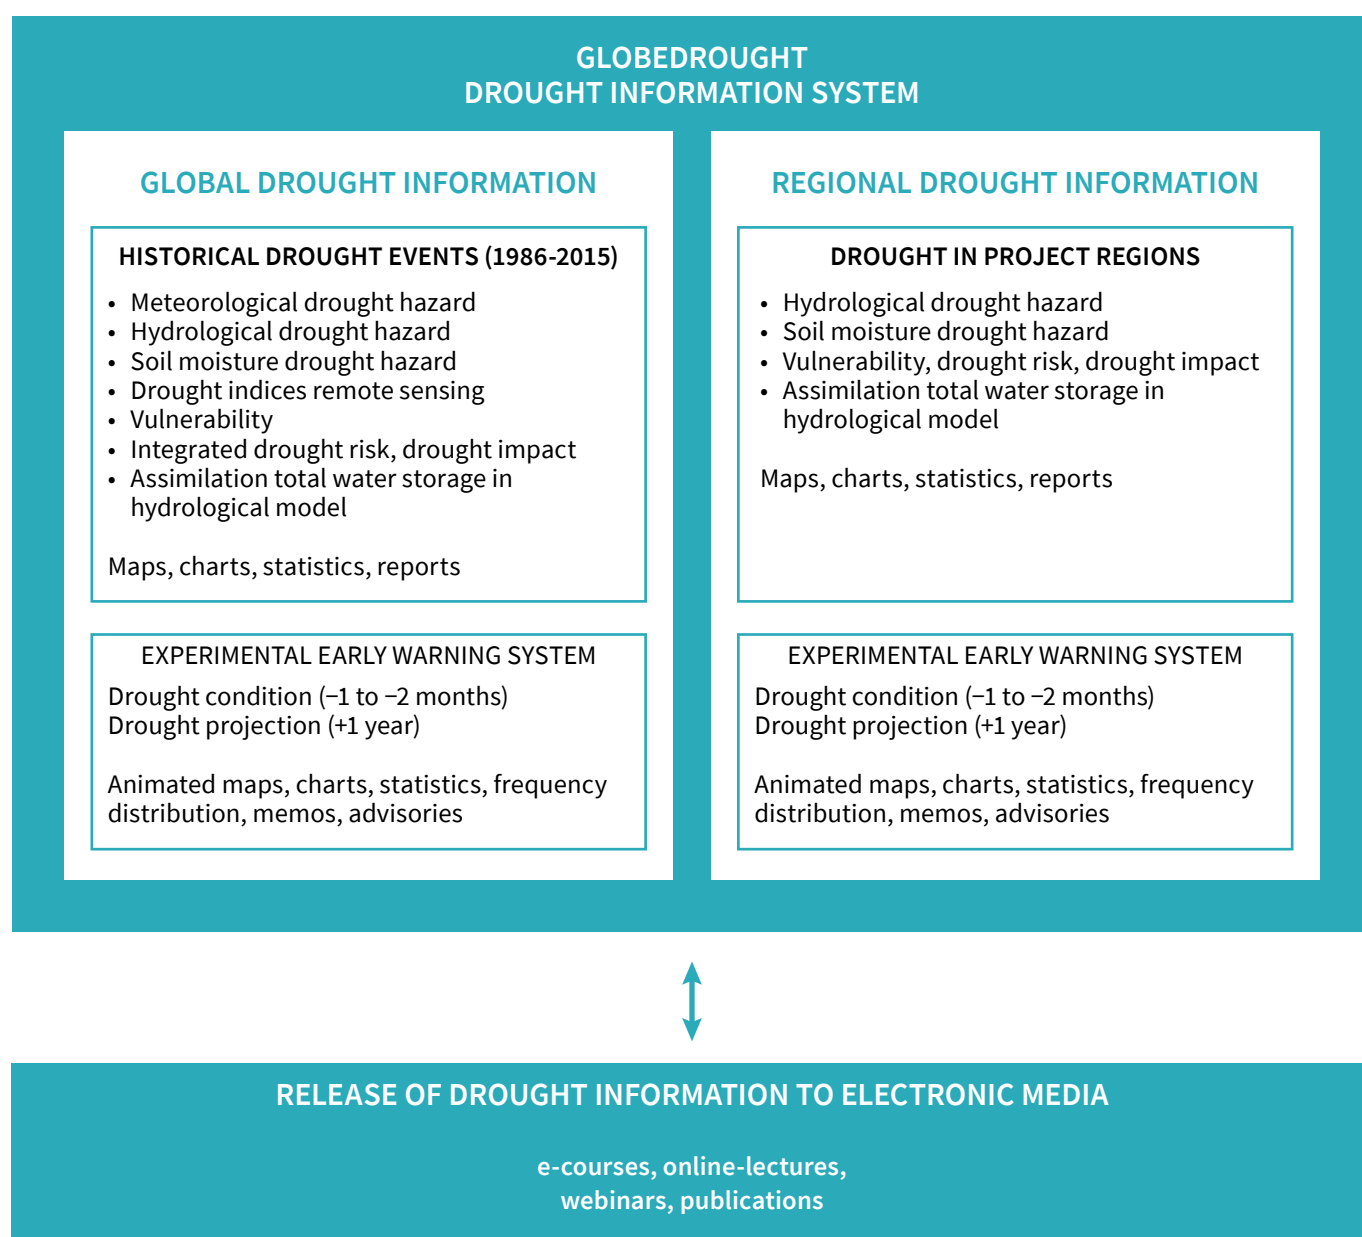 GLOBEDROUGHT
DROUGHT INFORMATION SYSTEM
GLOBAL DROUGHT INFORMATION
HISTORICAL DROUGHT EVENTS (1986-2015)
• Meteorological drought hazard
• Hydrological drought hazard
• Soil moisture drought hazard
• Drought indices remote sensing
• Vulnerability
• Integrated drought risk, drought impact
• Assimilation total water storage in
hydrological model
Maps, charts, statistics, reports
EXPERIMENTAL EARLY WARNING SYSTEM
Drought condition (−1 to −2 months)
Drought projection (+1 year)
Animated maps, charts, statistics, frequency
distribution, memos, advisories
REGIONAL DROUGHT INFORMATION
DROUGHT IN PROJECT REGIONS
• Hydrological drought hazard
• Soil moisture drought hazard
• Vulnerability, drought risk, drought impact
• Assimilation total water storage in
hydrological model
Maps, charts, statistics, reports
EXPERIMENTAL EARLY WARNING SYSTEM
Drought condition (−1 to −2 months)
Drought projection (+1 year)
Animated maps, charts, statistics, frequency
distribution, memos, advisories
RELEASE OF DROUGHT INFORMATION TO ELECTRONIC MEDIA
e-courses, online-lectures,
webinars, publications